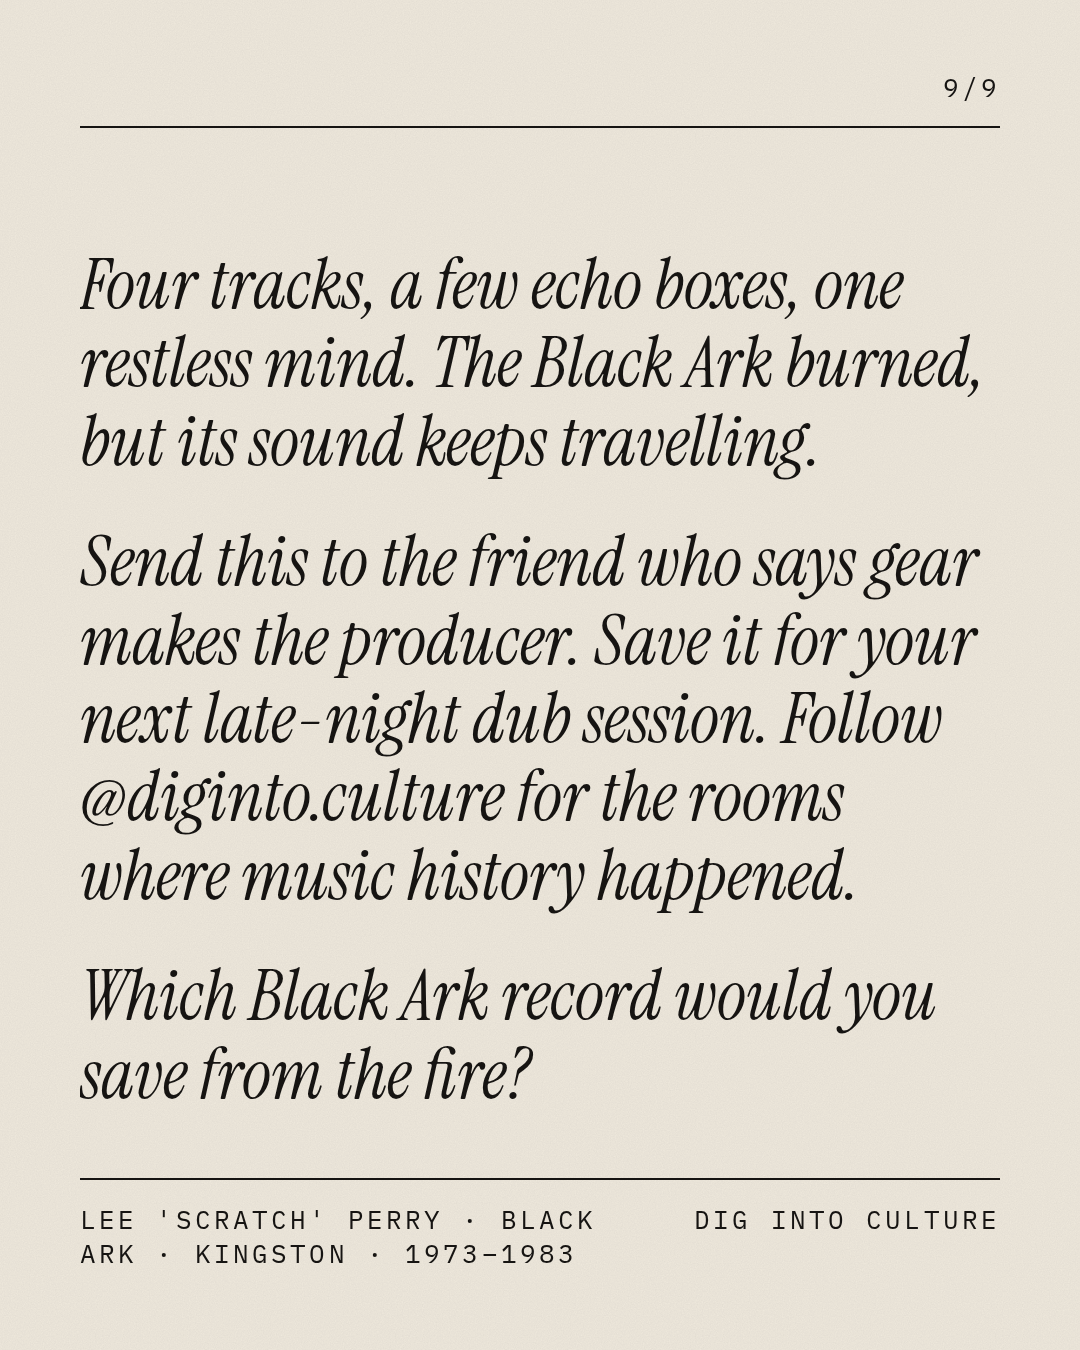 9/9
Four tracks, a few echo boxes, one
restless mind. The Black Ark burned,
but its sound keeps travelling.
Send this to the friend who says gear
makes the producer. Save it for your
next late-night dub session. Follow
@diginto.culture for the rooms
where music history happened.
Which Black Ark record would you
save from the fire?
LEE 'SCRATCH' PERRY · BLACK
ARK · KINGSTON · 1973–1983
DIG INTO CULTURE